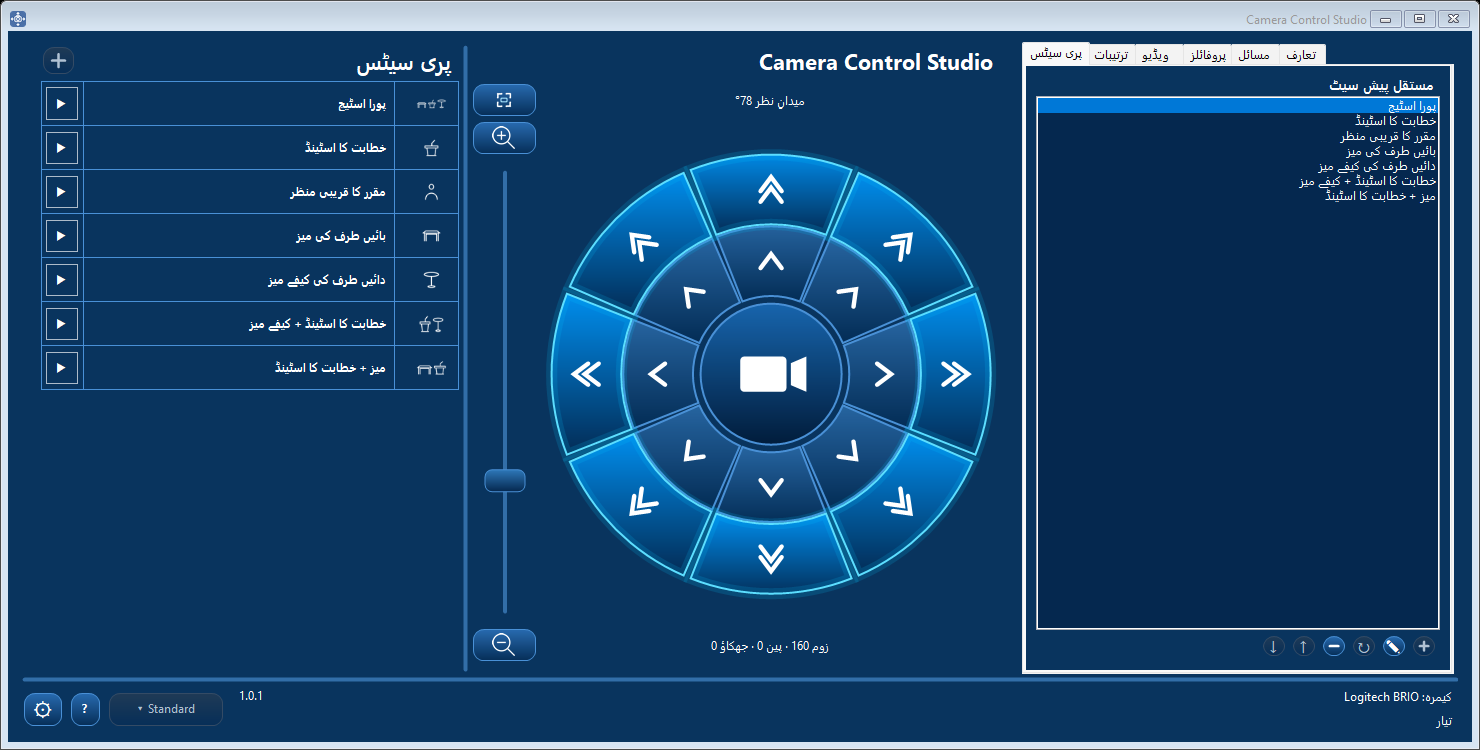 Camera Control Studio
پری سیٹس
پورا اسٹیج
خطابت کا اسٹینڈ
مقرر کا قریبی منظر
بائیں طرف کی میز
دائیں طرف کی کیفے میز
خطابت کا اسٹینڈ + کیفے میز
میز + خطابت کا اسٹینڈ
Camera Control Studio
میدانِ نظر 78°
زوم 160 · پین 0 · جھکاؤ 0
پری سیٹس
ترتیبات
ویڈیو
پروفائلز
مسائل
تعارف
مستقل پیش سیٹ
پورا اسٹیج
خطابت کا اسٹینڈ
مقرر کا قریبی منظر
بائیں طرف کی میز
دائیں طرف کی کیفے میز
خطابت کا اسٹینڈ + کیفے میز
میز + خطابت کا اسٹینڈ
?
Standard
1.0.1
کیمرہ: Logitech BRIO
تیار